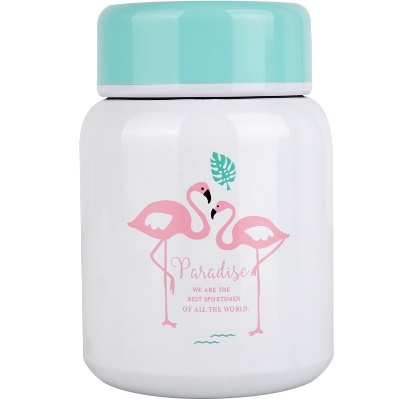 Paradise
WE ARE THE
BEST SPORTSMEN
OF ALL THE WORLD.